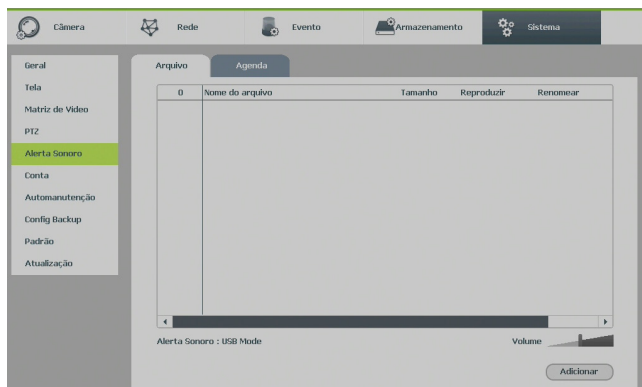 Câmera Rede Evento Armazenamento Sistema
Geral
Tela
Matriz de Vídeo
PTZ
Alerta Sonoro
Conta
Automanutenção
Config Backup
Padrão
Atualização
Arquivo Agenda
0 Nome do arquivo Tamanho Reproduzir Renomear
Alerta Sonoro : USB Mode Volume
Adicionar